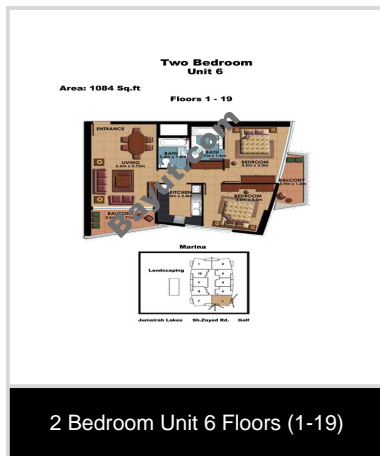 Two Bedroom
Unit 6
Area: 1084 Sq.ft
Floors 1 - 19
ENTRANCE
BATH
BATH
LIVING
BEDROOM
KITCHEN
BALCONY
BEDROOM
BALCONY
Bayut.com
Marina
Landscaping
Jumeirah Lakes Sh.Zayed Rd. Golf
2 Bedroom Unit 6 Floors (1-19)